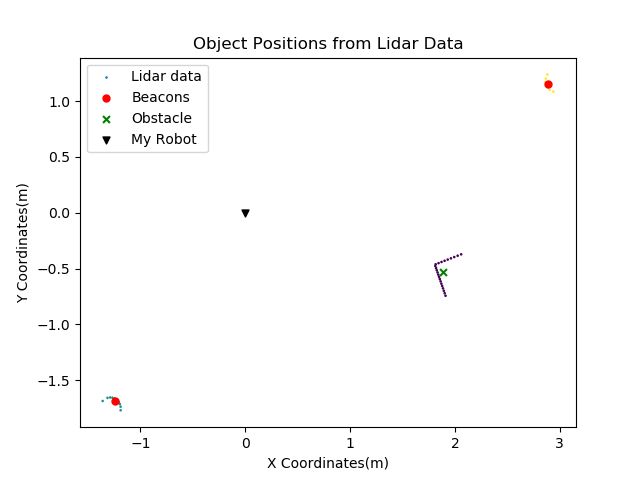 Object Positions from Lidar Data
Lidar data
Beacons
Obstacle
My Robot
1.0
0.5
0.0
−0.5
−1.0
−1.5
Y Coordinates(m)
−1 0 1 2 3
X Coordinates(m)